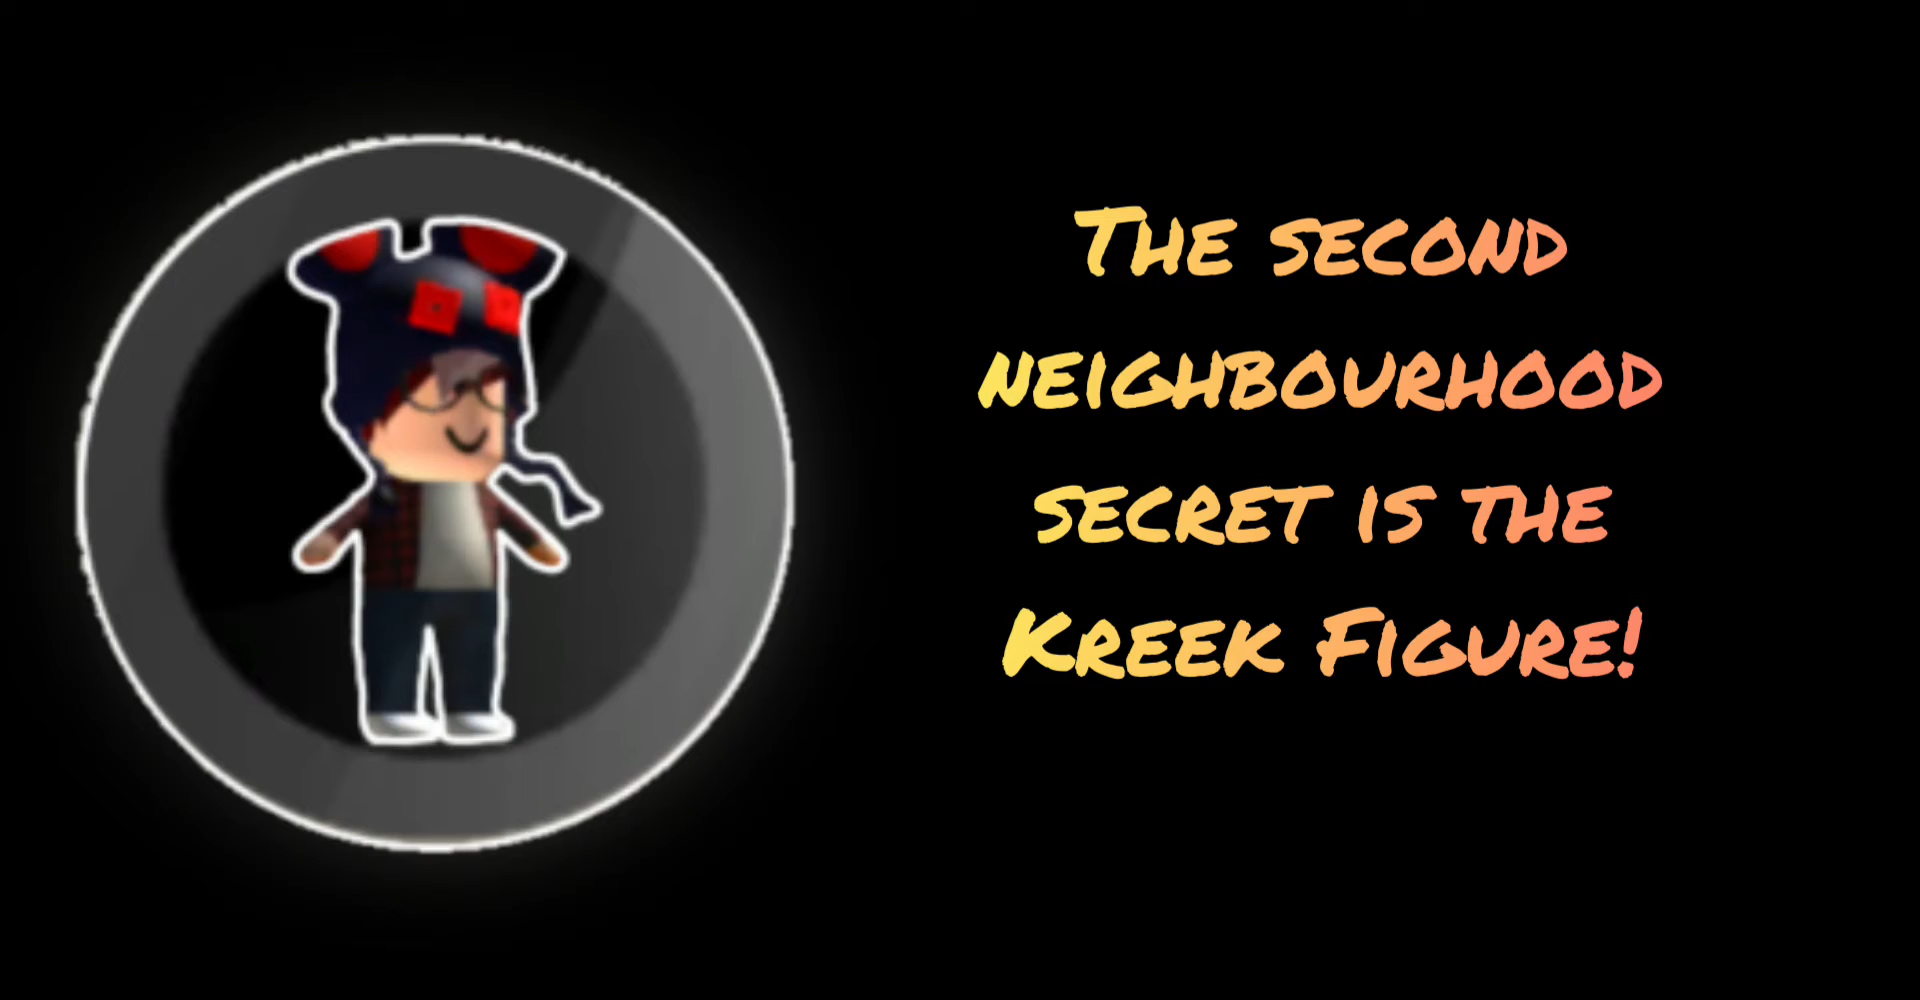 The second
neighbourhood
secret is the
Kreek Figure!